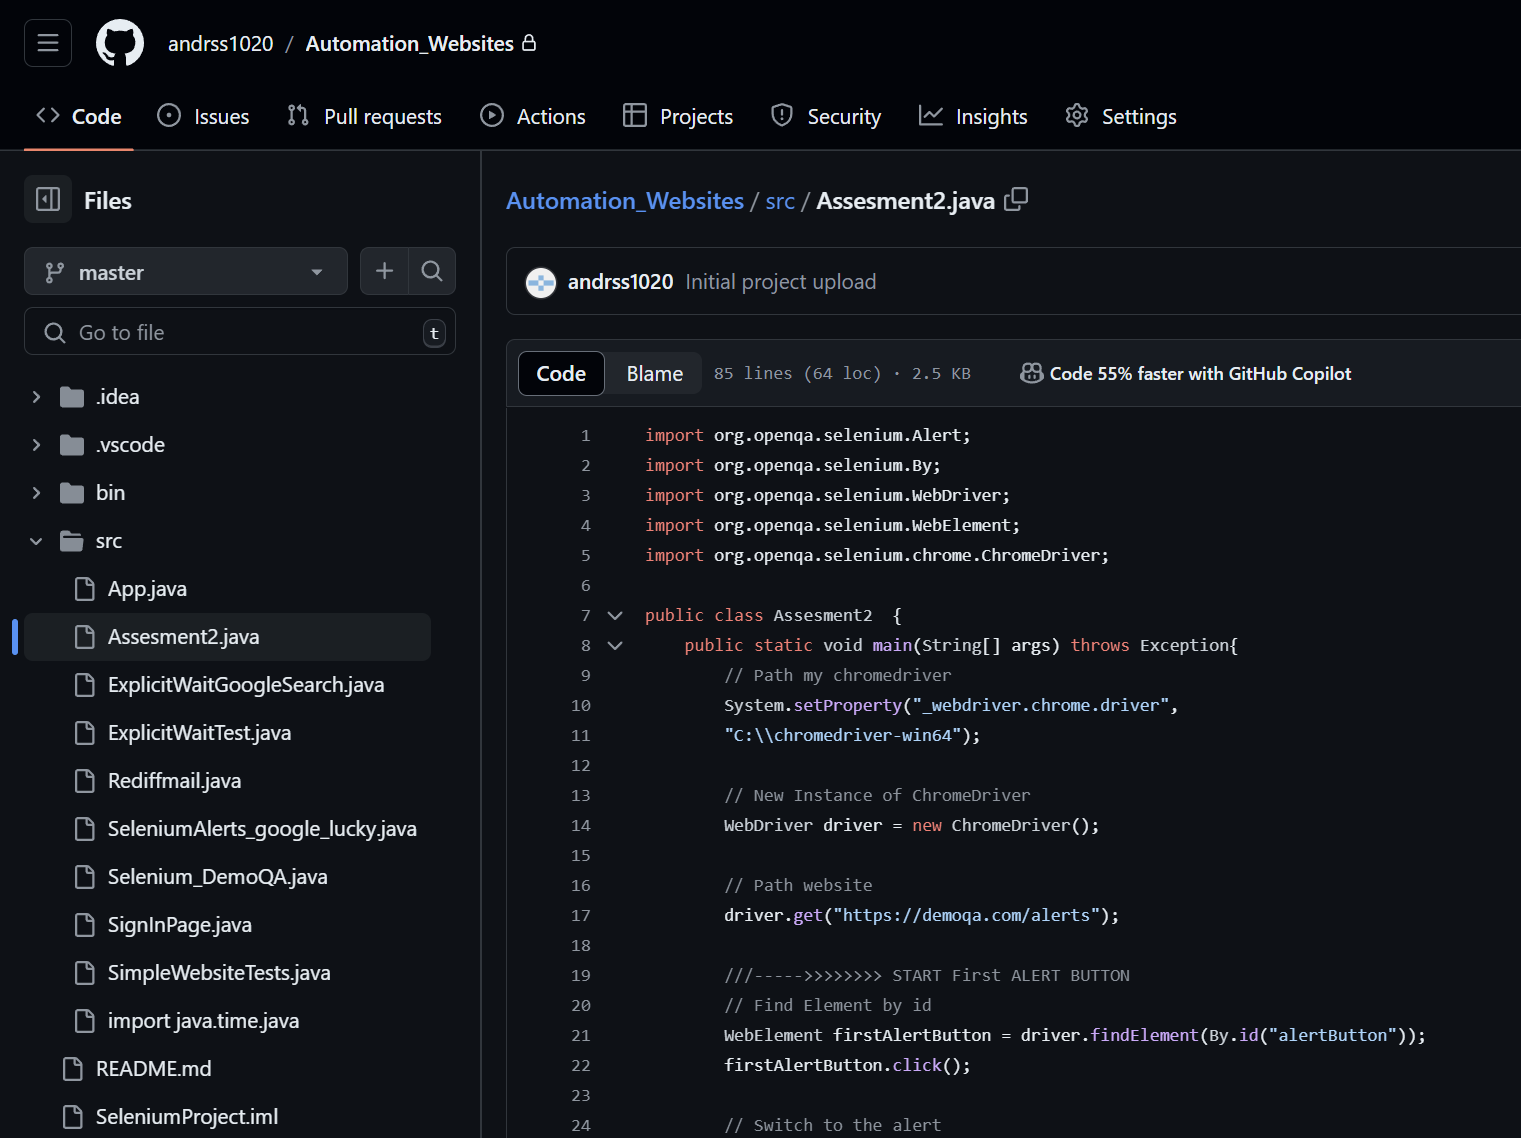 andrss1020 / Automation_Websites
Code Issues Pull requests Actions Projects Security Insights Settings
Files
master
Go to file t
.idea
.vscode
bin
src
App.java
Assesment2.java
ExplicitWaitGoogleSearch.java
ExplicitWaitTest.java
Rediffmail.java
SeleniumAlerts_google_lucky.java
Selenium_DemoQA.java
SignInPage.java
SimpleWebsiteTests.java
import java.time.java
README.md
SeleniumProject.iml
Automation_Websites / src / Assesment2.java
andrss1020 Initial project upload
Code Blame 85 lines (64 loc) · 2.5 KB Code 55% faster with GitHub Copilot
1 import org.openqa.selenium.Alert;
2 import org.openqa.selenium.By;
3 import org.openqa.selenium.WebDriver;
4 import org.openqa.selenium.WebElement;
5 import org.openqa.selenium.chrome.ChromeDriver;
6
7 public class Assesment2  {
8     public static void main(String[] args) throws Exception{
9         // Path my chromedriver
10         System.setProperty("_webdriver.chrome.driver",
11         "C:\\chromedriver-win64");
12
13         // New Instance of ChromeDriver
14         WebDriver driver = new ChromeDriver();
15
16         // Path website
17         driver.get("https://demoqa.com/alerts");
18
19         ///----->>>>>>>> START First ALERT BUTTON
20         // Find Element by id
21         WebElement firstAlertButton = driver.findElement(By.id("alertButton"));
22         firstAlertButton.click();
23
24         // Switch to the alert